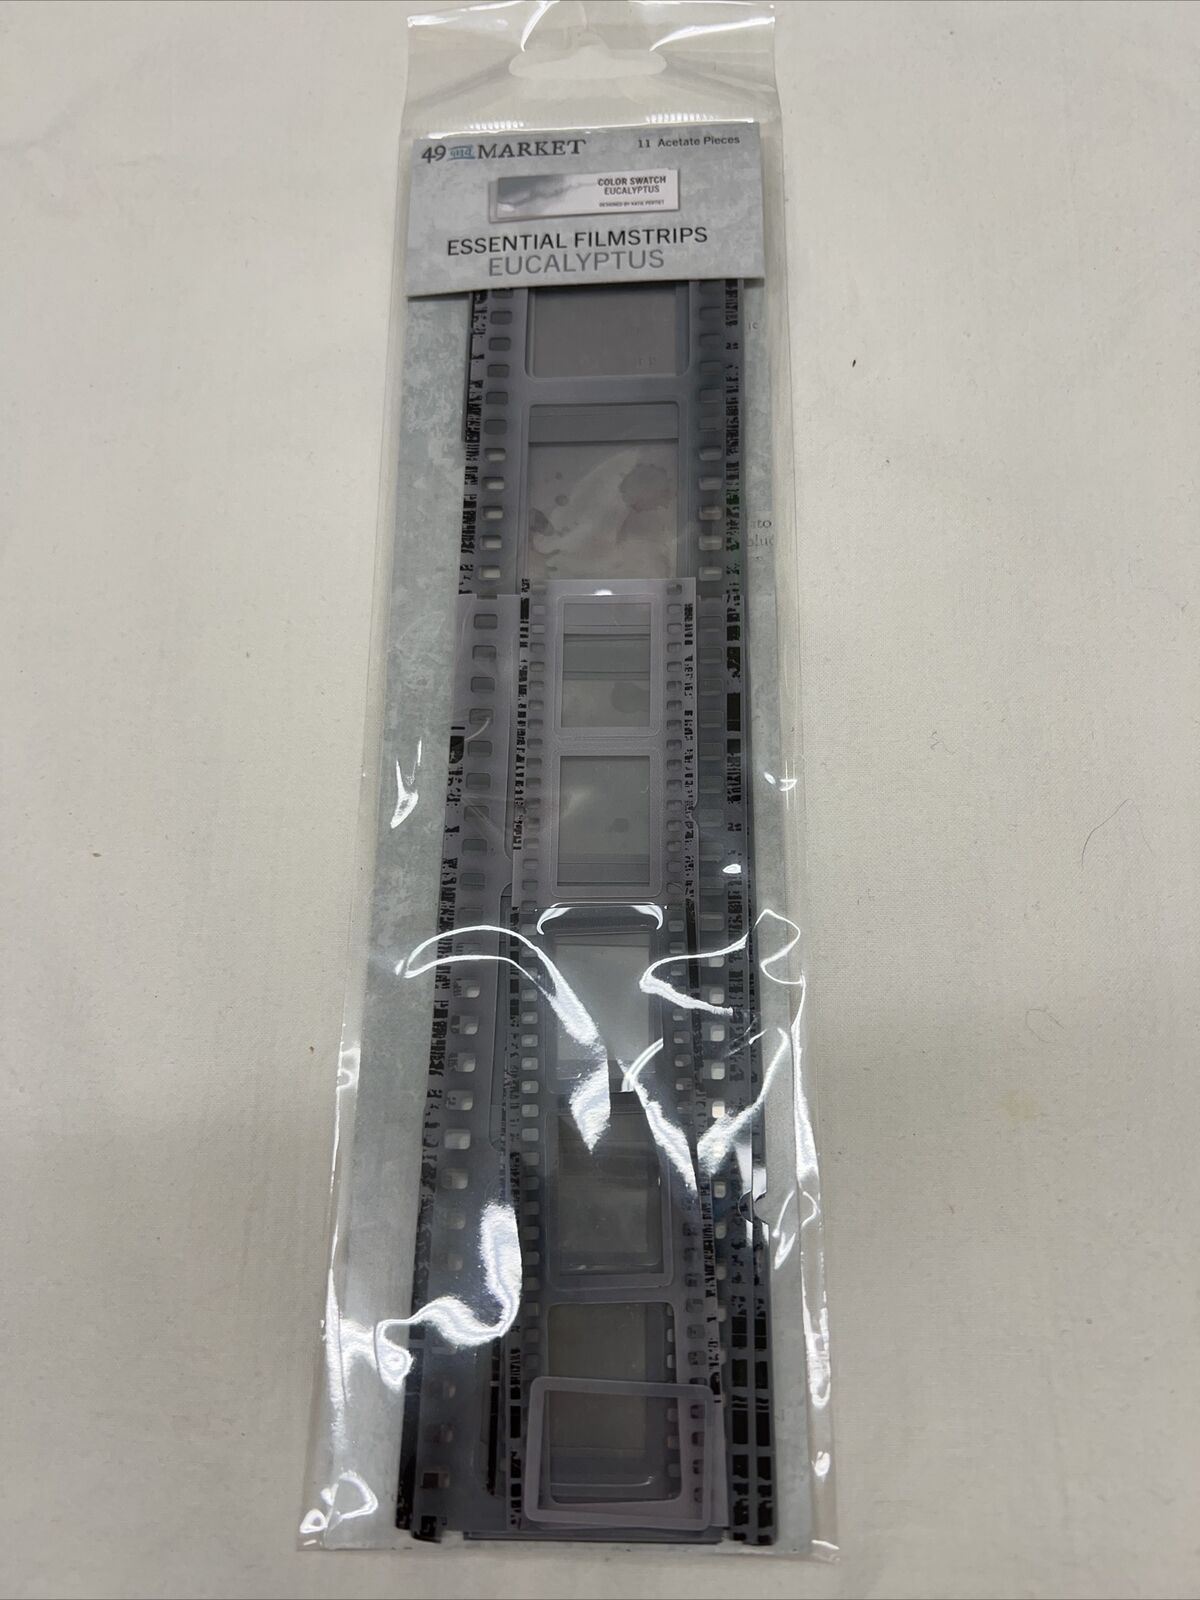 49 and MARKET
11 Acetate Pieces
COLOR SWATCH
EUCALYPTUS
DESIGNED BY KATIE PERTIET
ESSENTIAL FILMSTRIPS
EUCALYPTUS